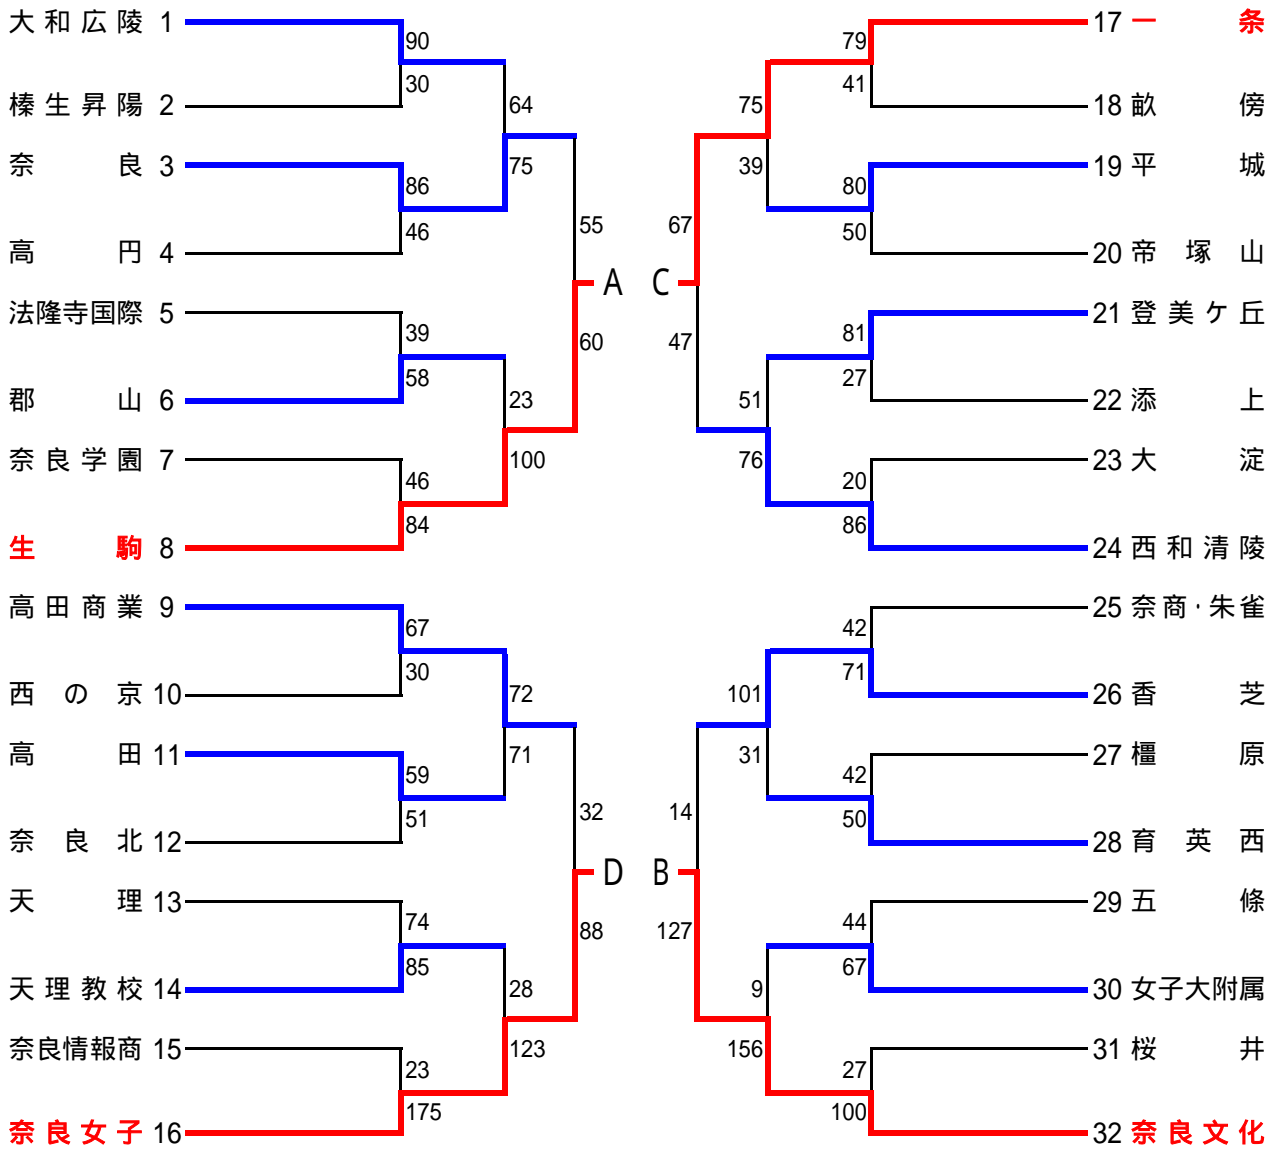 大和広陵 1
90
30
榛生昇陽 2
64
75
奈良 3
86
46
高円 4
55
60
A
法隆寺国際 5
39
58
郡山 6
23
100
奈良学園 7
46
84
生駒 8
高田商業 9
67
30
西の京 10
72
71
高田 11
59
51
奈良北 12
32
88
D
天理 13
74
85
天理教校 14
28
123
奈良情報商 15
23
175
奈良女子 16
17 一条
79
41
18 畝傍
75
39
19 平城
80
50
20 帝塚山
67
47
C
21 登美ケ丘
81
27
22 添上
51
76
23 大淀
20
86
24 西和清陵
25 奈商・朱雀
42
71
26 香芝
101
31
27 橿原
42
50
28 育英西
14
127
B
29 五條
44
67
30 女子大附属
9
156
31 桜井
27
100
32 奈良文化